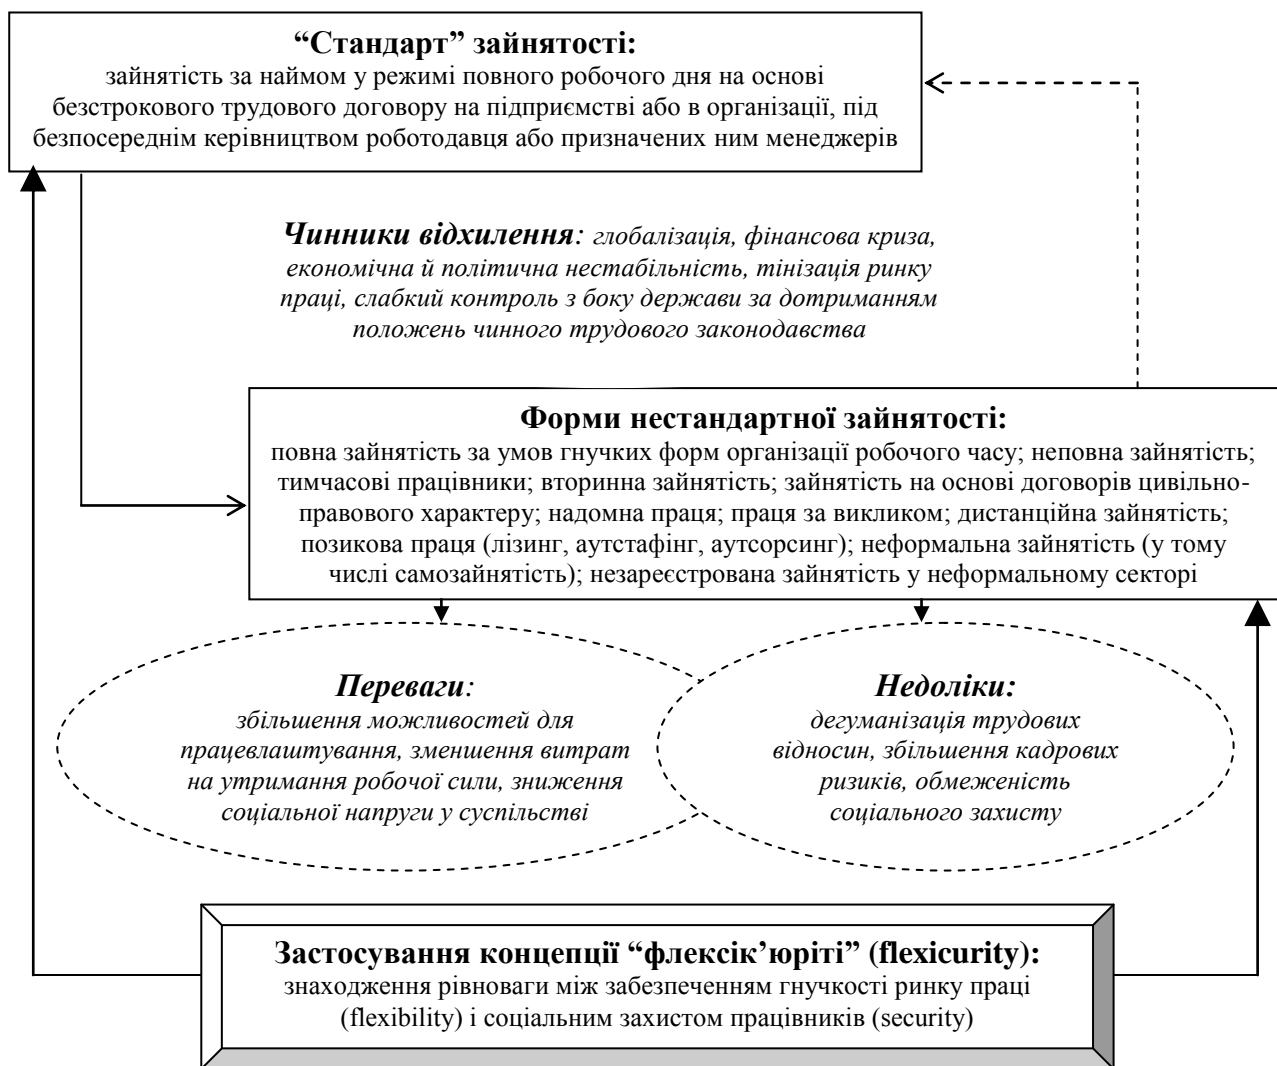 “Стандарт” зайнятості:
зайнятість за наймом у режимі повного робочого дня на основі
безстрокового трудового договору на підприємстві або в організації, під
безпосереднім керівництвом роботодавця або призначених ним менеджерів
Чинники відхилення: глобалізація, фінансова криза,
економічна й політична нестабільність, тінізація ринку
праці, слабкий контроль з боку держави за дотриманням
положень чинного трудового законодавства
Форми нестандартної зайнятості:
повна зайнятість за умов гнучких форм організації робочого часу; неповна зайнятість;
тимчасові працівники; вторинна зайнятість; зайнятість на основі договорів цивільно-
правового характеру; надомна праця; праця за викликом; дистанційна зайнятість;
позикова праця (лізинг, аутстафінг, аутсорсинг); неформальна зайнятість (у тому
числі самозайнятість); незареєстрована зайнятість у неформальному секторі
Переваги:
збільшення можливостей для
працевлаштування, зменшення витрат
на утримання робочої сили, зниження
соціальної напруги у суспільстві
Недоліки:
дегуманізація трудових
відносин, збільшення кадрових
ризиків, обмеженість
соціального захисту
Застосування концепції “флексік’юріті” (flexicurity):
знаходження рівноваги між забезпеченням гнучкості ринку праці
(flexibility) і соціальним захистом працівників (security)